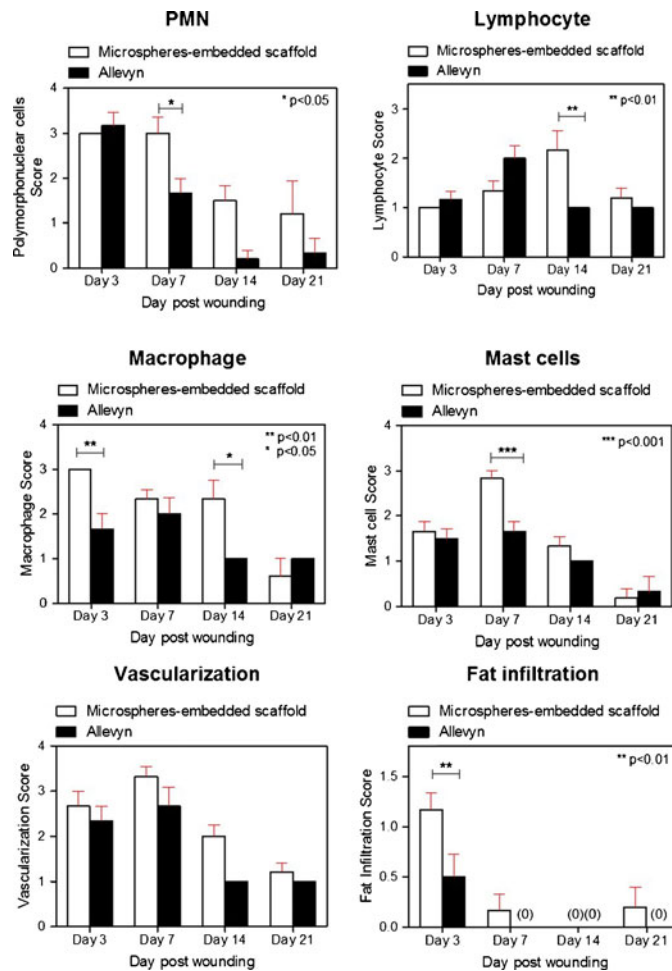 PMN
Microspheres-embedded scaffold
Allevyn
* p<0.05
*
Polymorphonuclear cells
Score
4
3
2
1
0
Day 3 Day 7 Day 14 Day 21
Day post wounding
Lymphocyte
Microspheres-embedded scaffold
Allevyn
** p<0.01
**
Lymphocyte Score
3
2
1
0
Day 3 Day 7 Day 14 Day 21
Day post wounding
Macrophage
Microspheres-embedded scaffold
Allevyn
** p<0.01
* p<0.05
**
*
Macrophage Score
4
3
2
1
0
Day 3 Day 7 Day 14 Day 21
Day post wounding
Mast cells
Microspheres-embedded scaffold
Allevyn
*** p<0.001
***
Mast cell Score
4
3
2
1
0
Day 3 Day 7 Day 14 Day 21
Day post wounding
Vascularization
Microspheres-embedded scaffold
Allevyn
Vascularization Score
4
3
2
1
0
Day 3 Day 7 Day 14 Day 21
Day post wounding
Fat infiltration
Microspheres-embedded scaffold
Allevyn
** p<0.01
**
Fat Infiltration Score
1.5
1.0
0.5
0.0
(0) (0)(0) (0)
Day 3 Day 7 Day 14 Day 21
Day post wounding